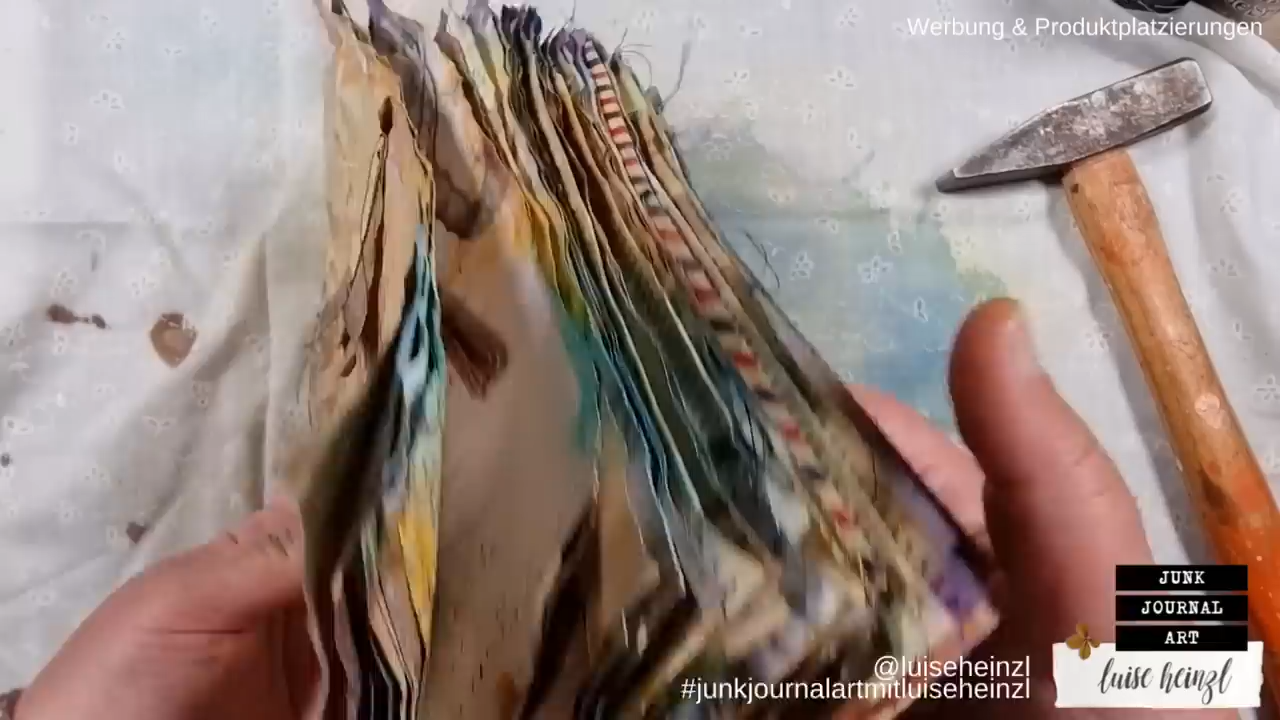 Werbung & Produktplatzierungen
JUNK
JOURNAL
ART
@luiseheinzl
#junkjournalartmitluiseheinzl
luise heinzl